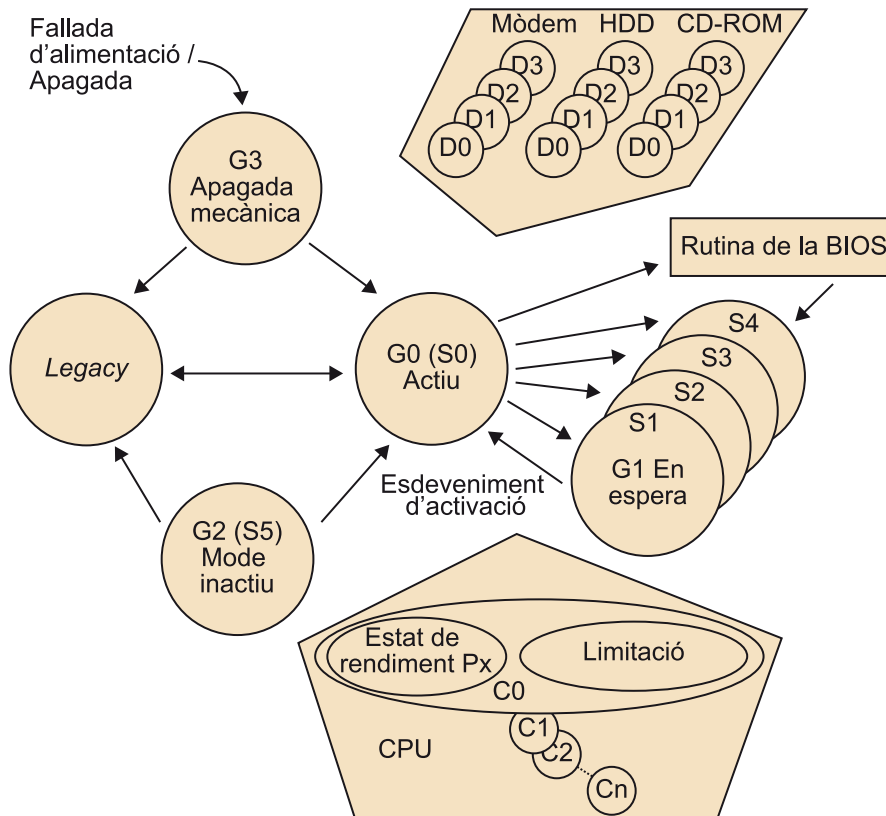 Fallada
d’alimentació /
Apagada
Mòdem HDD CD-ROM
D3 D3 D3
D2 D2 D2
D1 D1 D1
D0 D0 D0
G3
Apagada
mecànica
Rutina de la BIOS
Legacy
G0 (S0)
Actiu
S4
S3
S2
S1
G1 En
espera
Esdeveniment
d’activació
G2 (S5)
Mode
inactiu
Estat de
rendiment Px
Limitació
C0
C1
CPU
C2
Cn